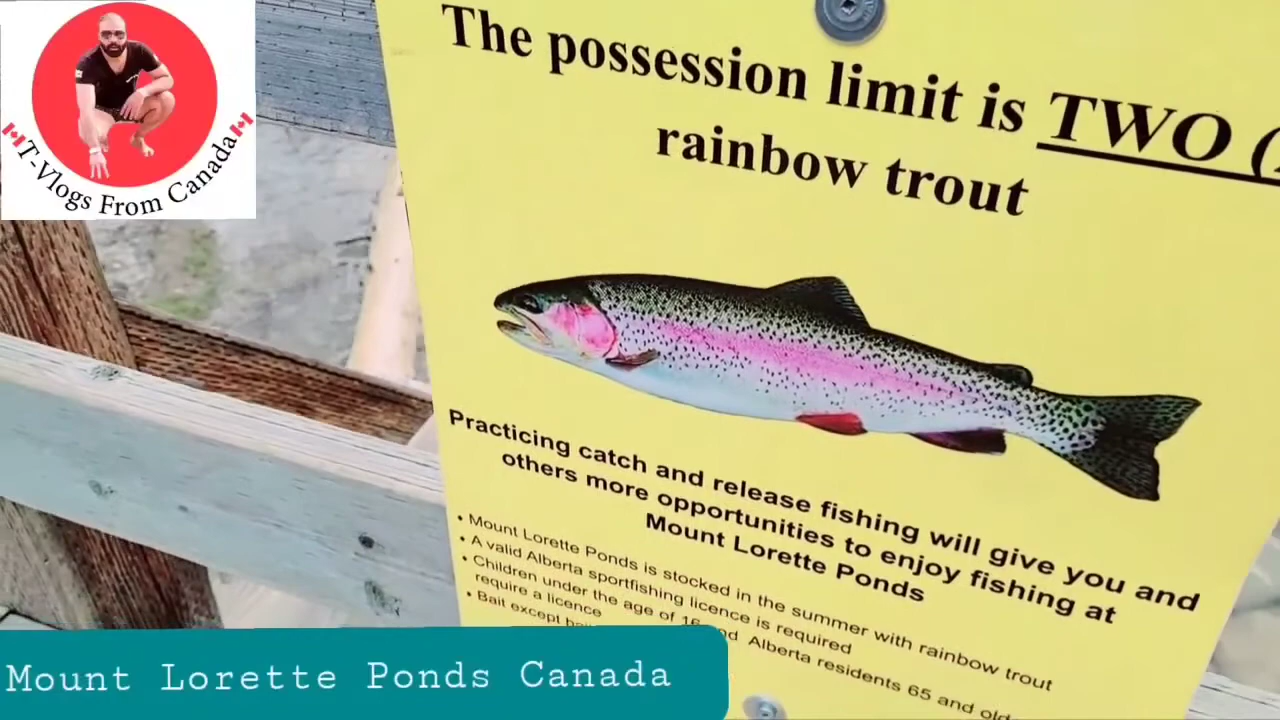 T-Vlogs From Canada
The possession limit is TWO (
rainbow trout
Practicing catch and release fishing will give you and
others more opportunities to enjoy fishing at
Mount Lorette Ponds
• Mount Lorette Ponds is stocked in the summer with rainbow trout
• A valid Alberta sportfishing licence is required
• Children under the age of 16 and Alberta residents 65 and old
require a licence
• Bait except
Mount Lorette Ponds Canada